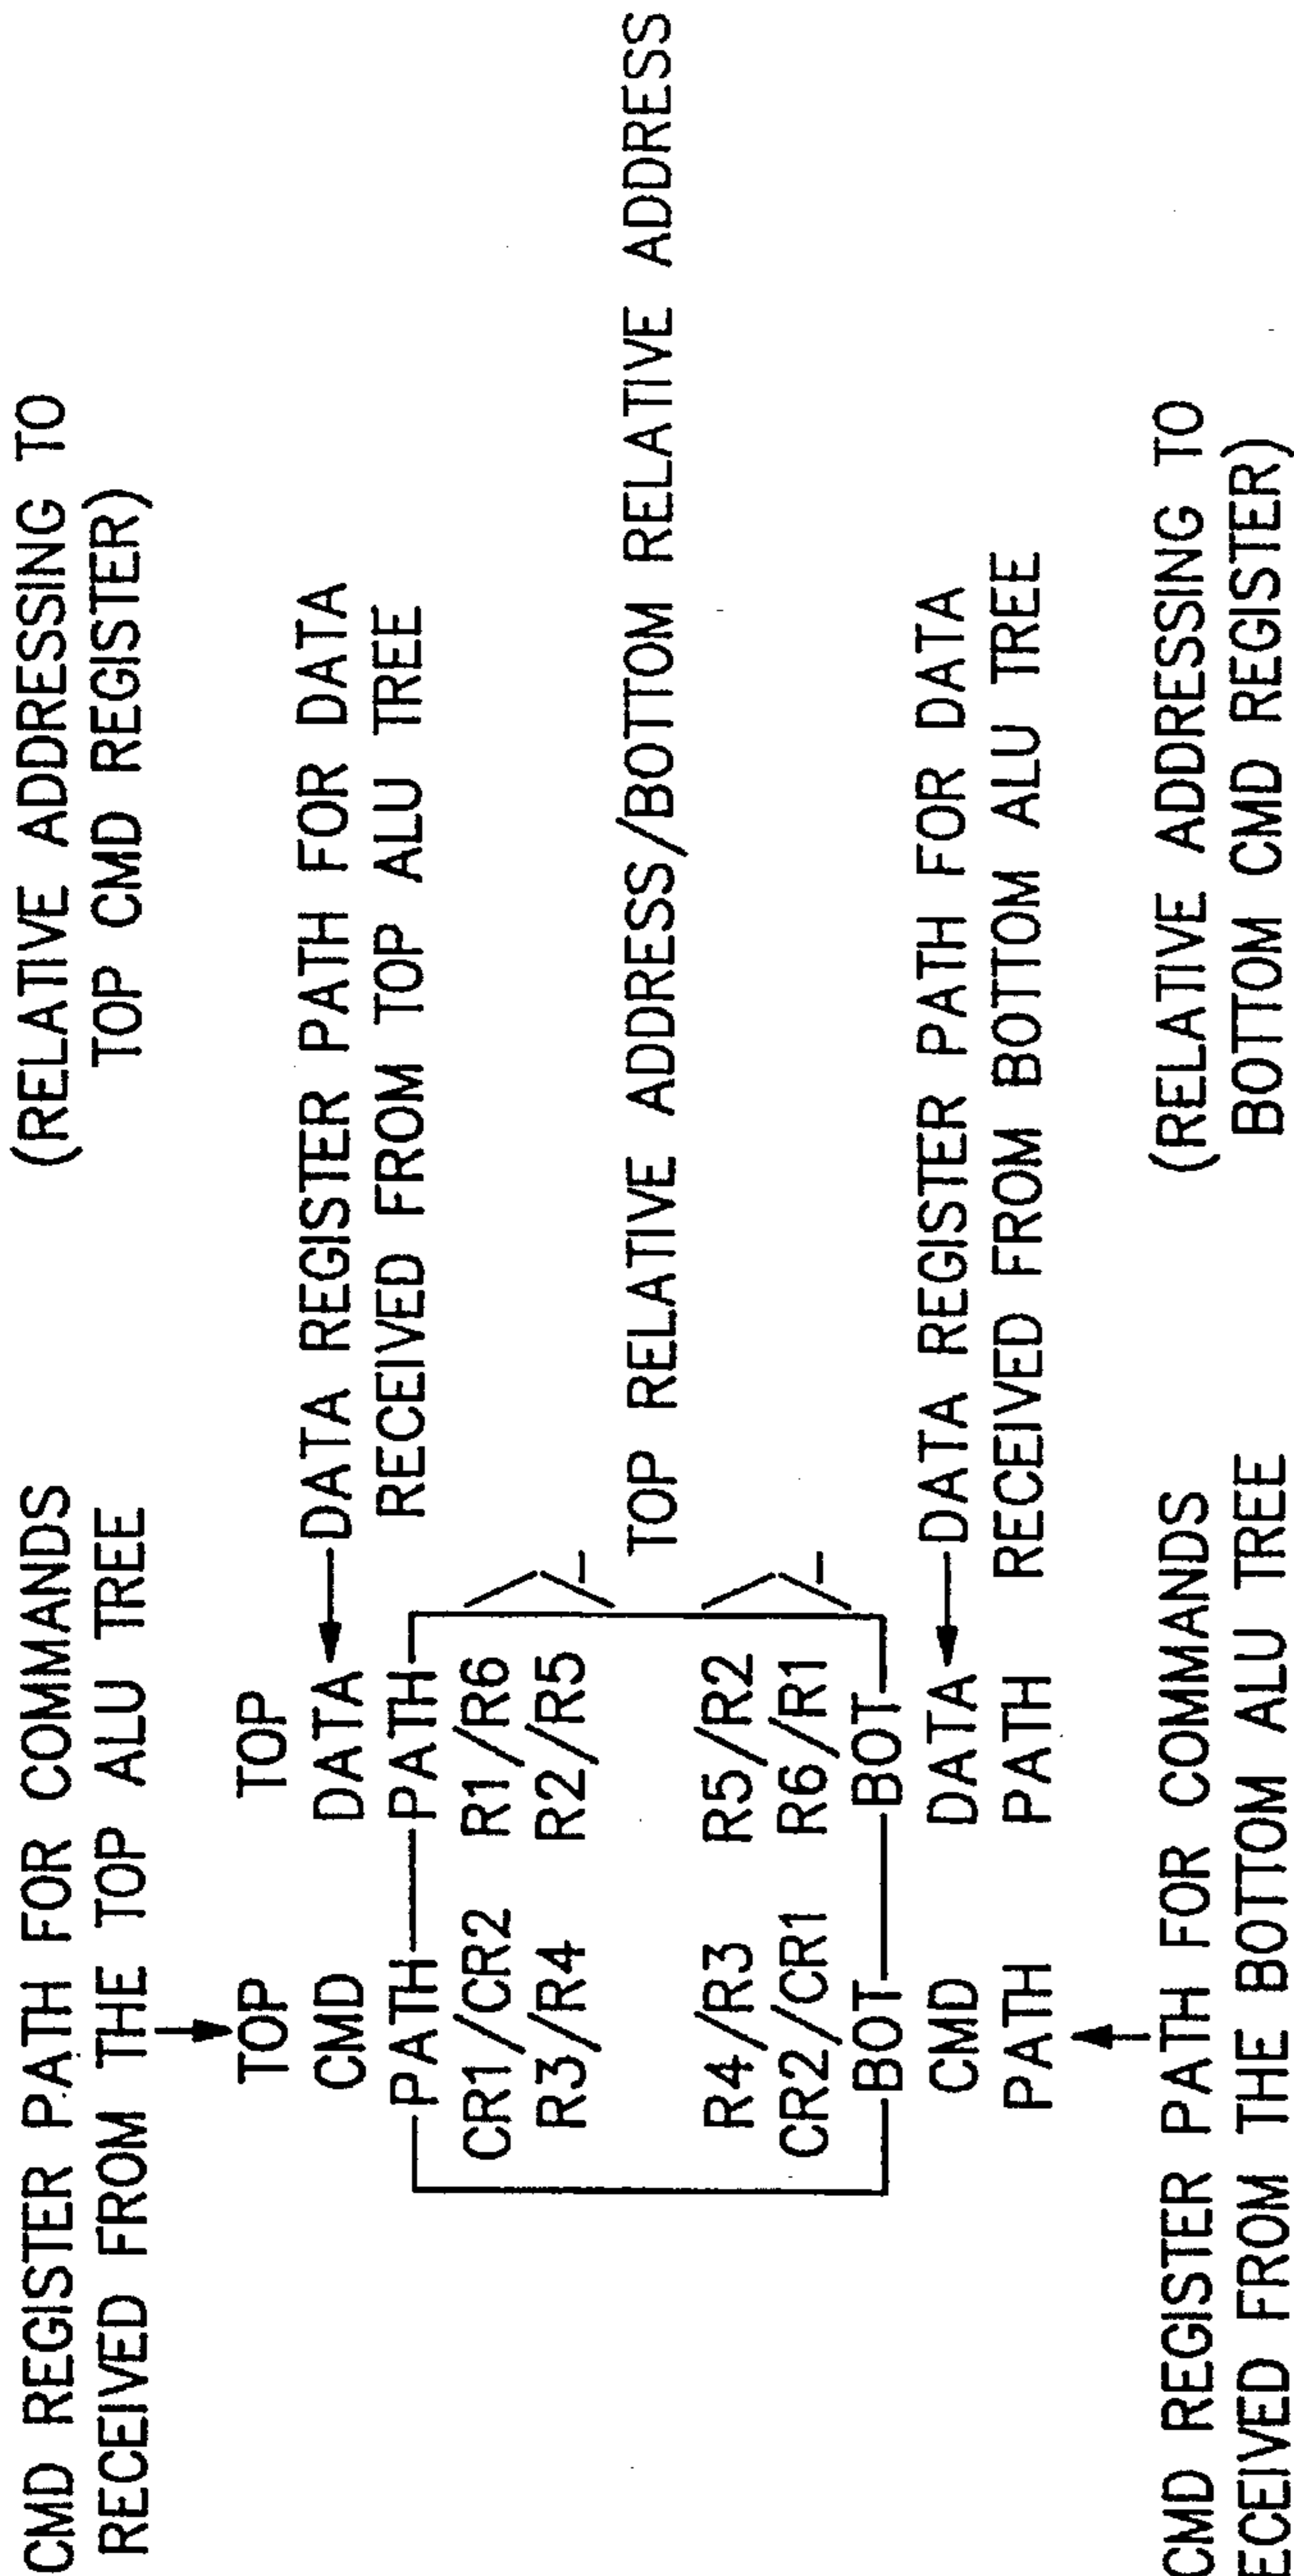 CMD REGISTER PATH FOR COMMANDS (RELATIVE ADDRESSING TO
RECEIVED FROM THE TOP ALU TREE TOP CMD REGISTER)
TOP TOP
CMD DATA DATA REGISTER PATH FOR DATA
PATH PATH RECEIVED FROM TOP ALU TREE
CR1/CR2 R1/R6
R3/R4 R2/R5
TOP RELATIVE ADDRESS/BOTTOM RELATIVE ADDRESS
R4/R3 R5/R2
CR2/CR1 R6/R1
BOT BOT
CMD DATA DATA REGISTER PATH FOR DATA
PATH PATH RECEIVED FROM BOTTOM ALU TREE
CMD REGISTER PATH FOR COMMANDS (RELATIVE ADDRESSING TO
ECEIVED FROM THE BOTTOM ALU TREE BOTTOM CMD REGISTER)